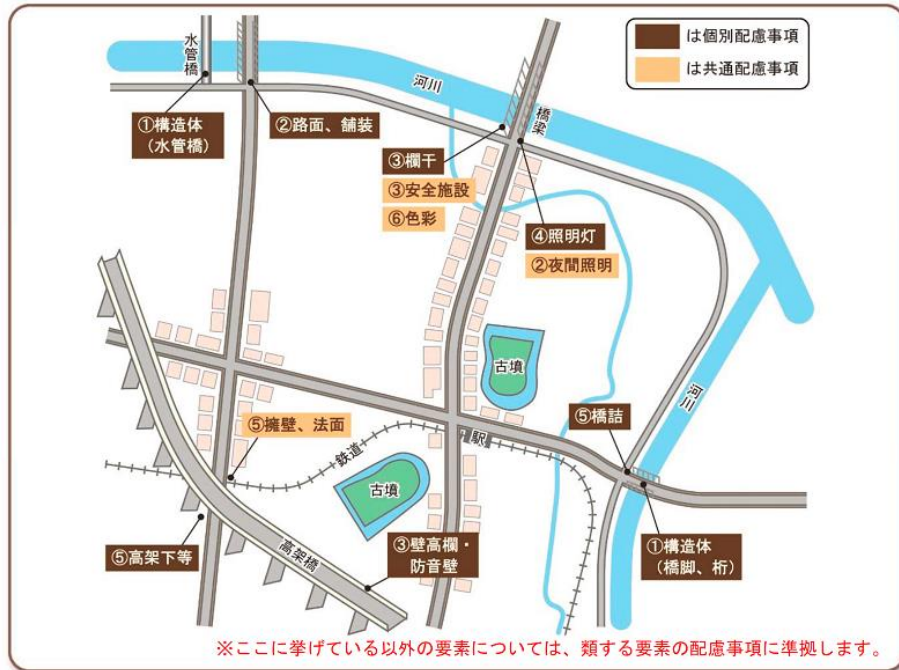 は個別配慮事項
は共通配慮事項
水管橋
河川
橋梁
①構造体
（水管橋）
②路面、舗装
③欄干
③安全施設
⑥色彩
④照明灯
②夜間照明
古墳
河川
⑤橋詰
⑤擁壁、法面
鉄道
駅
古墳
①構造体
（橋脚、桁）
⑤高架下等
高架橋
③壁高欄・
防音壁
※ここに挙げている以外の要素については、類する要素の配慮事項に準拠します。